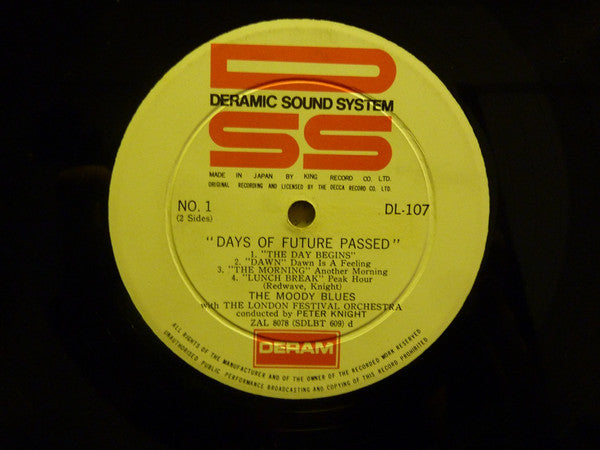 DSS
DERAMIC SOUND SYSTEM
MADE IN JAPAN BY KING RECORD CO. LTD.
ORIGINAL RECORDING AND LICENSED BY THE DECCA RECORD CO. LTD.
NO. 1
(2 Sides)
DL-107
"DAYS OF FUTURE PASSED"
1. "THE DAY BEGINS"
2. "DAWN" Dawn Is A Feeling
3. "THE MORNING" Another Morning
4. "LUNCH BREAK" Peak Hour
(Redwave, Knight)
THE MOODY BLUES
with THE LONDON FESTIVAL ORCHESTRA
conducted by PETER KNIGHT
ZAL 8078 (SDLBT 609) d
DERAM
ALL RIGHTS OF THE MANUFACTURER AND OF THE OWNER OF THE RECORDED WORK RESERVED
UNAUTHORISED PUBLIC PERFORMANCE BROADCASTING AND COPYING OF THIS RECORD PROHIBITED